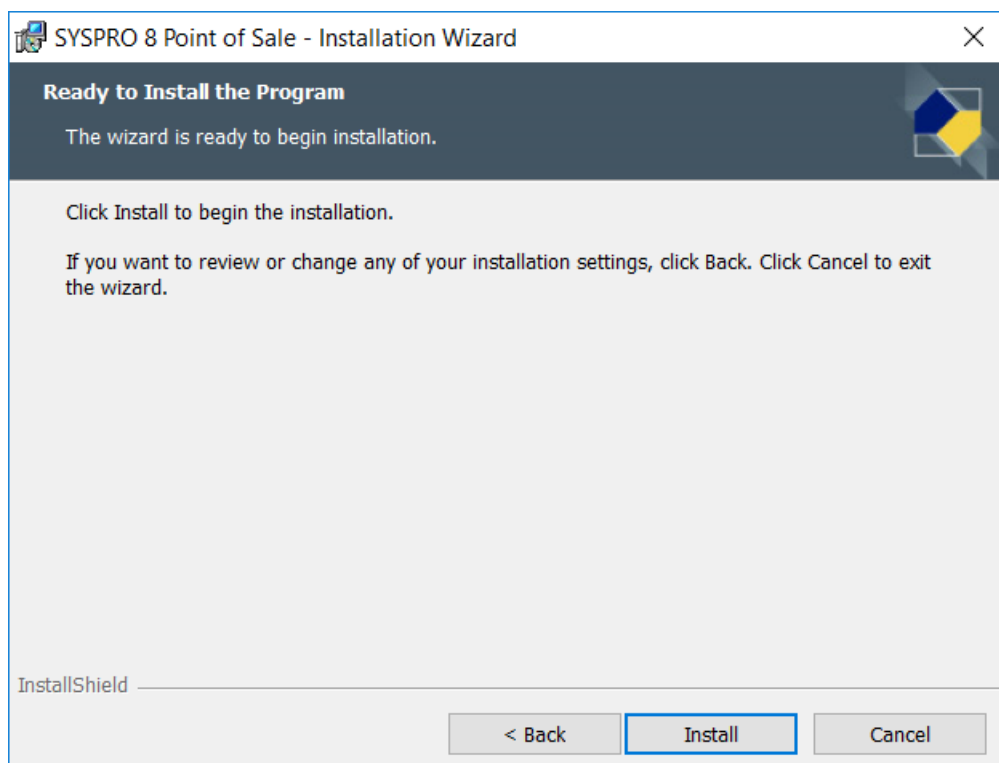 SYSPRO 8 Point of Sale - Installation Wizard
Ready to Install the Program
The wizard is ready to begin installation.
Click Install to begin the installation.
If you want to review or change any of your installation settings, click Back. Click Cancel to exit
the wizard.
InstallShield
< Back
Install
Cancel